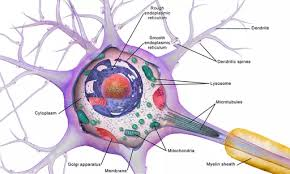 Rough
endoplasmic
reticulum
Smooth
endoplasmic
reticulum
Dendrite
Dendritic spines
Lysosome
Microtubules
Cytoplasm
Golgi apparatus
Membrane
Mitochondria
Myelin sheath